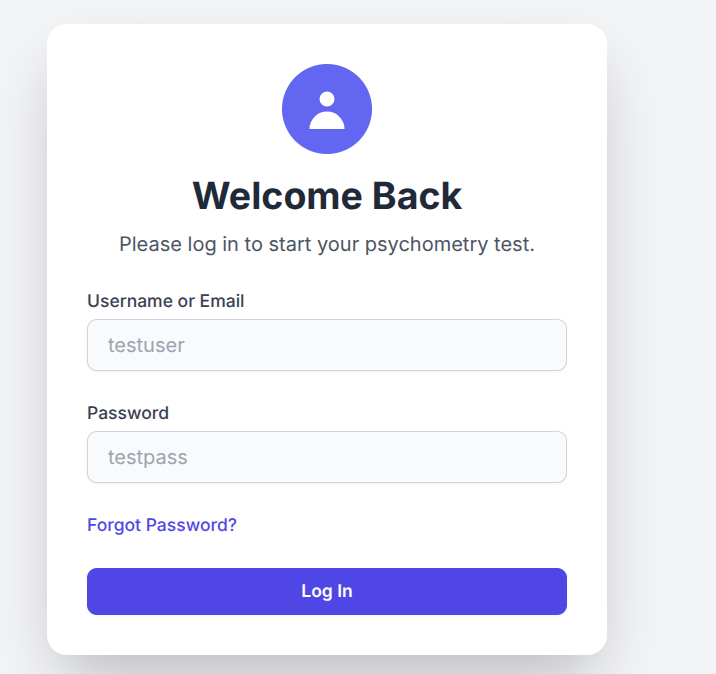 Welcome Back
Please log in to start your psychometry test.
Username or Email
testuser
Password
testpass
Forgot Password?
Log In